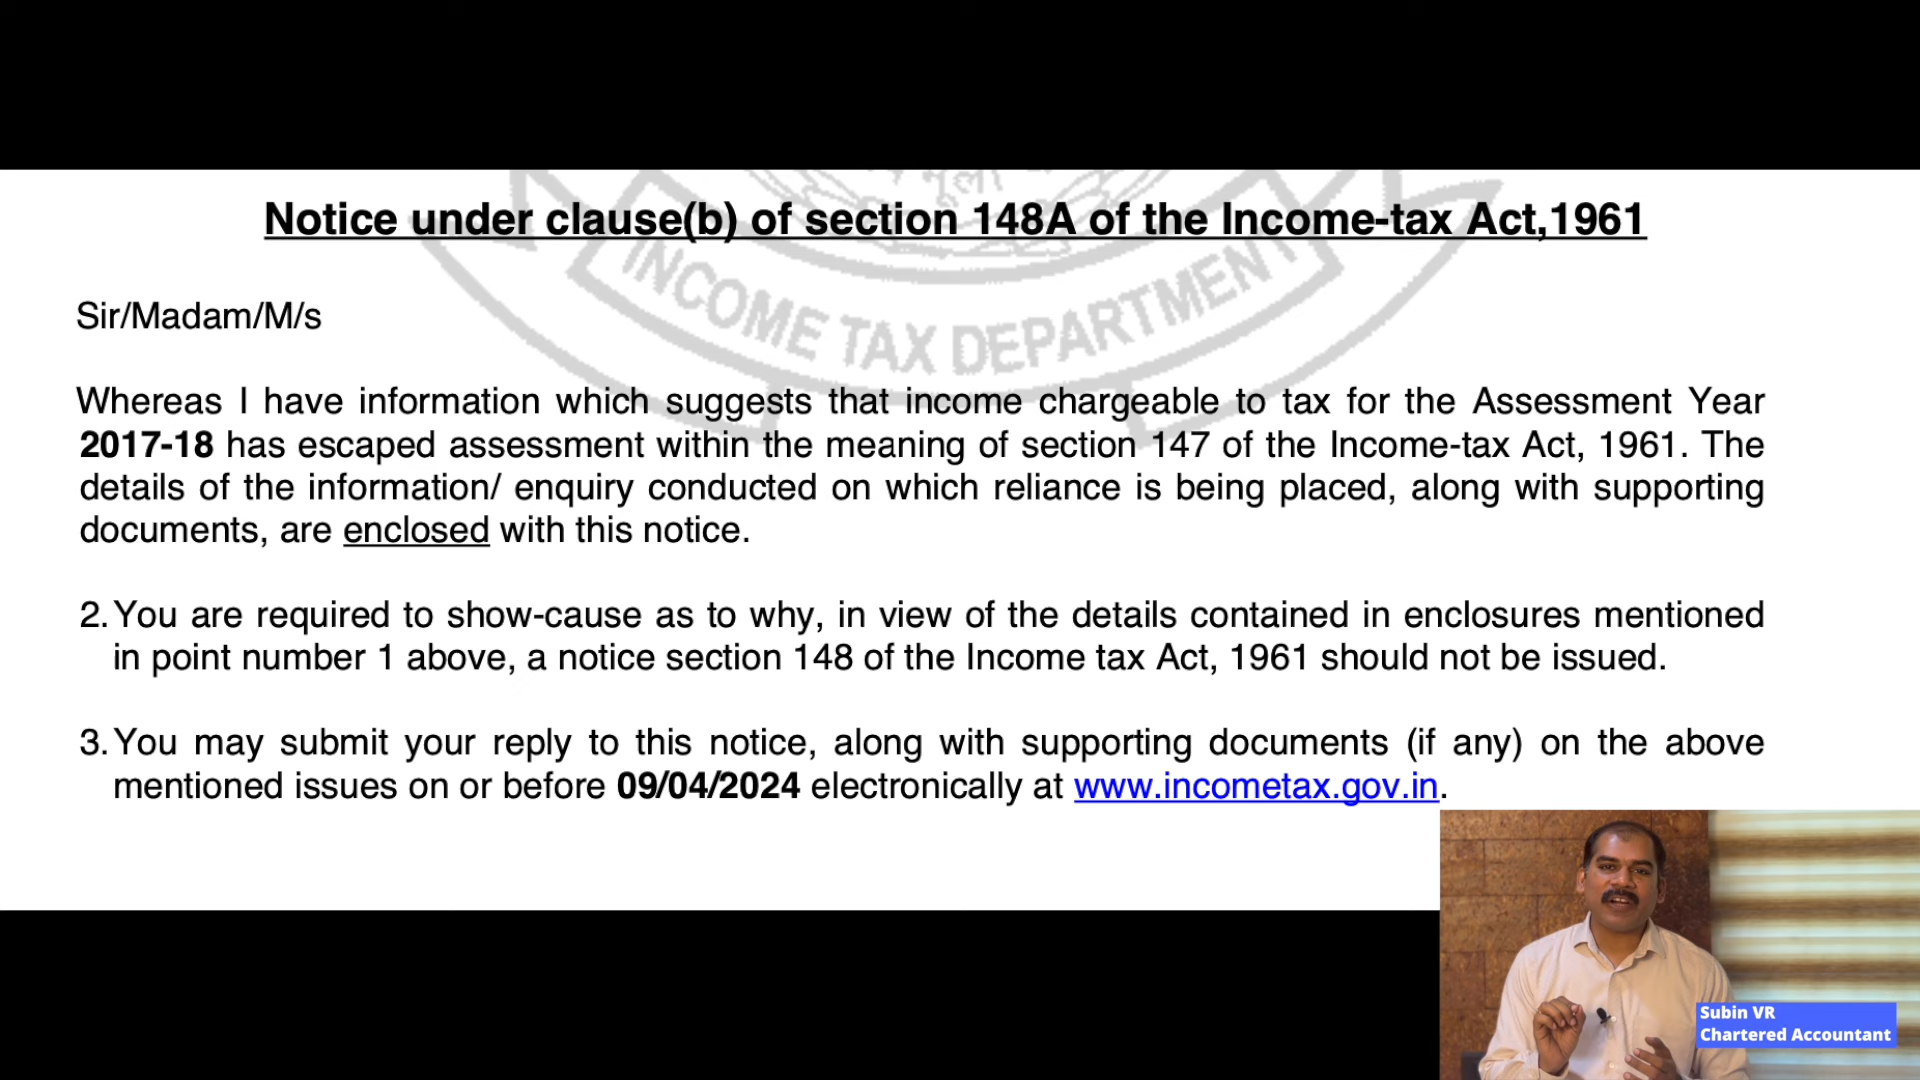 Notice under clause(b) of section 148A of the Income-tax Act,1961
INCOME TAX DEPARTMENT
Sir/Madam/M/s
Whereas I have information which suggests that income chargeable to tax for the Assessment Year
2017-18 has escaped assessment within the meaning of section 147 of the Income-tax Act, 1961. The
details of the information/ enquiry conducted on which reliance is being placed, along with supporting
documents, are enclosed with this notice.
2. You are required to show-cause as to why, in view of the details contained in enclosures mentioned
in point number 1 above, a notice section 148 of the Income tax Act, 1961 should not be issued.
3. You may submit your reply to this notice, along with supporting documents (if any) on the above
mentioned issues on or before 09/04/2024 electronically at www.incometax.gov.in.
Subin VR
Chartered Accountant